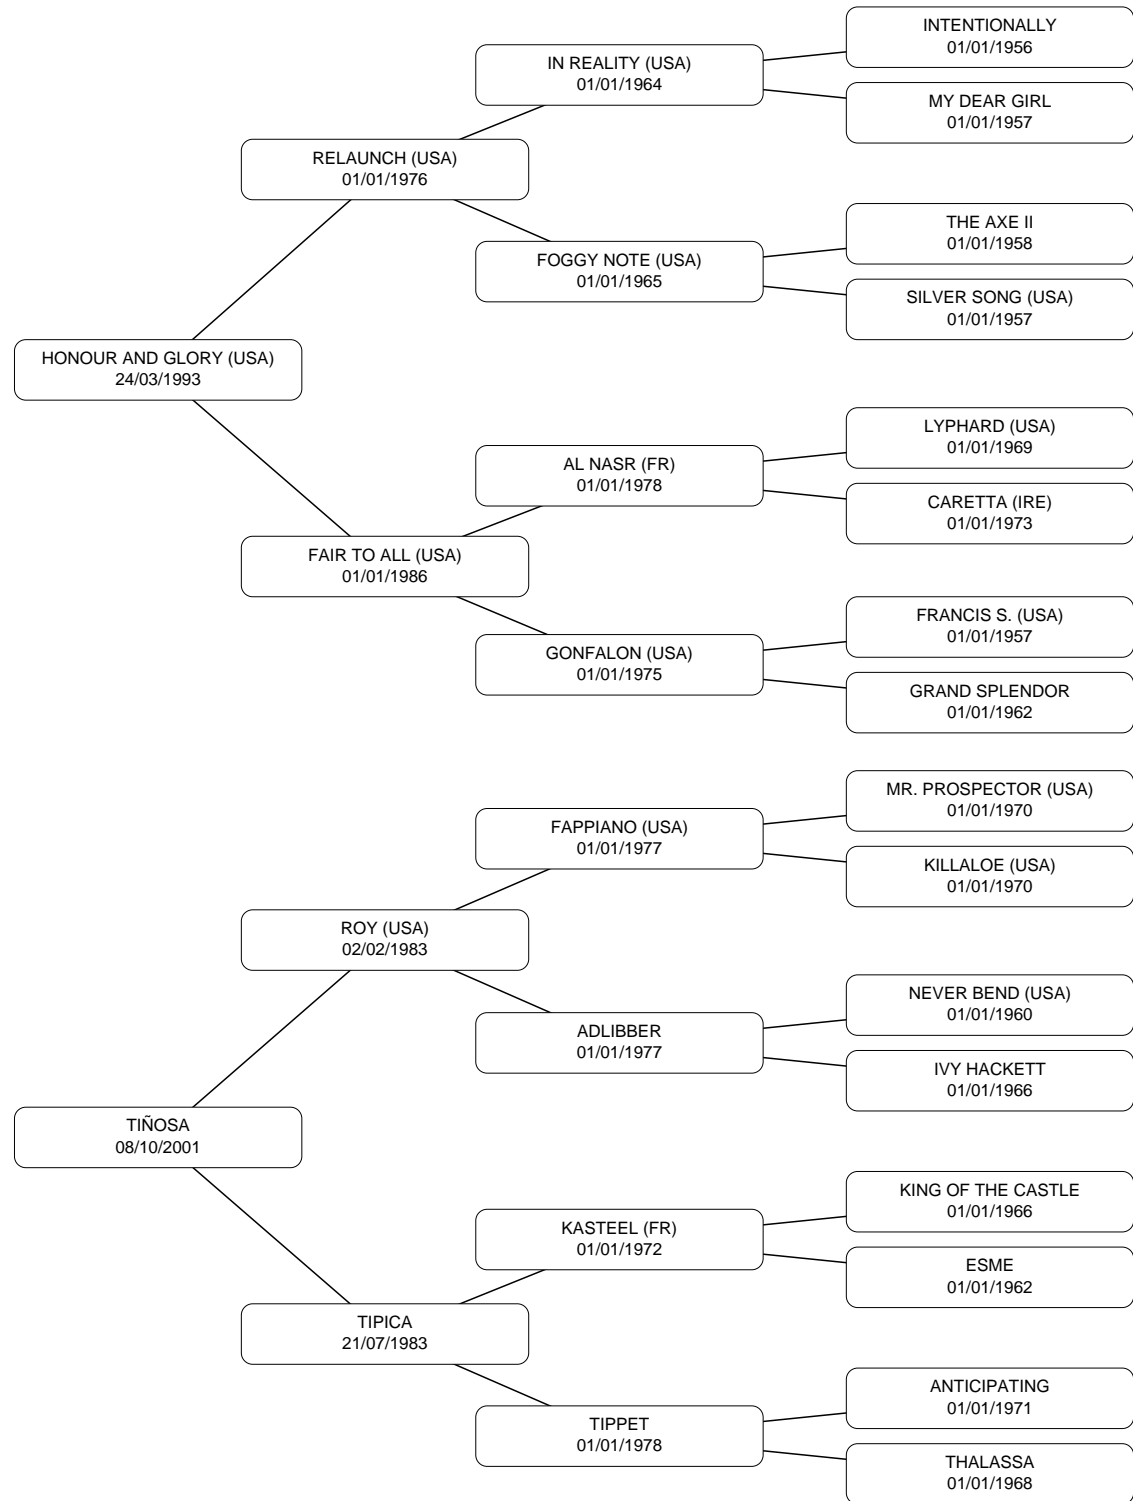 INTENTIONALLY
01/01/1956
IN REALITY (USA)
01/01/1964
MY DEAR GIRL
01/01/1957
RELAUNCH (USA)
01/01/1976
THE AXE II
01/01/1958
FOGGY NOTE (USA)
01/01/1965
SILVER SONG (USA)
01/01/1957
HONOUR AND GLORY (USA)
24/03/1993
LYPHARD (USA)
01/01/1969
AL NASR (FR)
01/01/1978
CARETTA (IRE)
01/01/1973
FAIR TO ALL (USA)
01/01/1986
FRANCIS S. (USA)
01/01/1957
GONFALON (USA)
01/01/1975
GRAND SPLENDOR
01/01/1962
MR. PROSPECTOR (USA)
01/01/1970
FAPPIANO (USA)
01/01/1977
KILLALOE (USA)
01/01/1970
ROY (USA)
02/02/1983
NEVER BEND (USA)
01/01/1960
ADLIBBER
01/01/1977
IVY HACKETT
01/01/1966
TIÑOSA
08/10/2001
KING OF THE CASTLE
01/01/1966
KASTEEL (FR)
01/01/1972
ESME
01/01/1962
TIPICA
21/07/1983
ANTICIPATING
01/01/1971
TIPPET
01/01/1978
THALASSA
01/01/1968